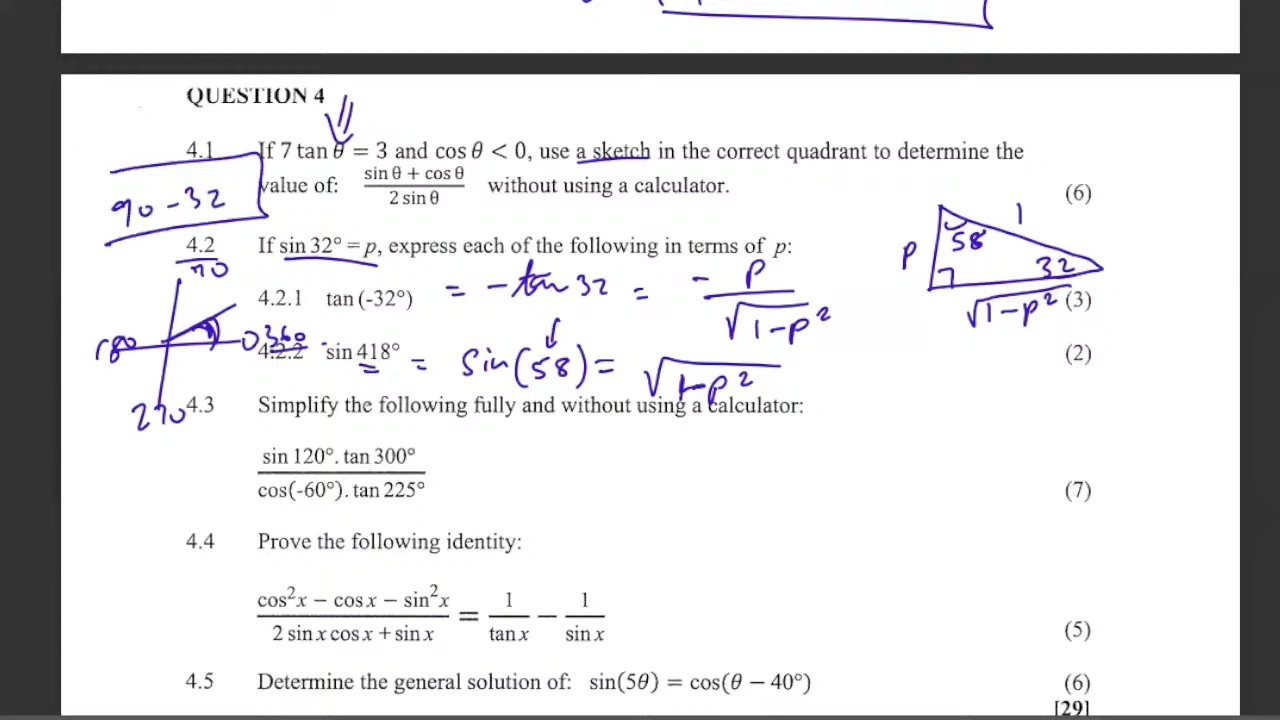 QUESTION 4
4.1 If 7 tan θ = 3 and cos θ < 0, use a sketch in the correct quadrant to determine the
value of: (sin θ + cos θ)/(2 sin θ) without using a calculator. (6)
90 - 32
4.2 If sin 32° = p, express each of the following in terms of p:
4.2.1 tan (-32°) = - tan 32 = - p/√(1-p²) (3)
4.2.2 sin 418° = sin(58) = √(1-p²) (2)
90
180
0 360
270
p
1
58
32
√(1-p²)
4.3 Simplify the following fully and without using a calculator:
sin 120°. tan 300°
cos(-60°). tan 225° (7)
4.4 Prove the following identity:
(cos²x − cos x − sin²x)/(2 sin x cos x + sin x) = 1/(tan x) − 1/(sin x) (5)
4.5 Determine the general solution of: sin(5θ) = cos(θ − 40°) (6)
[29]